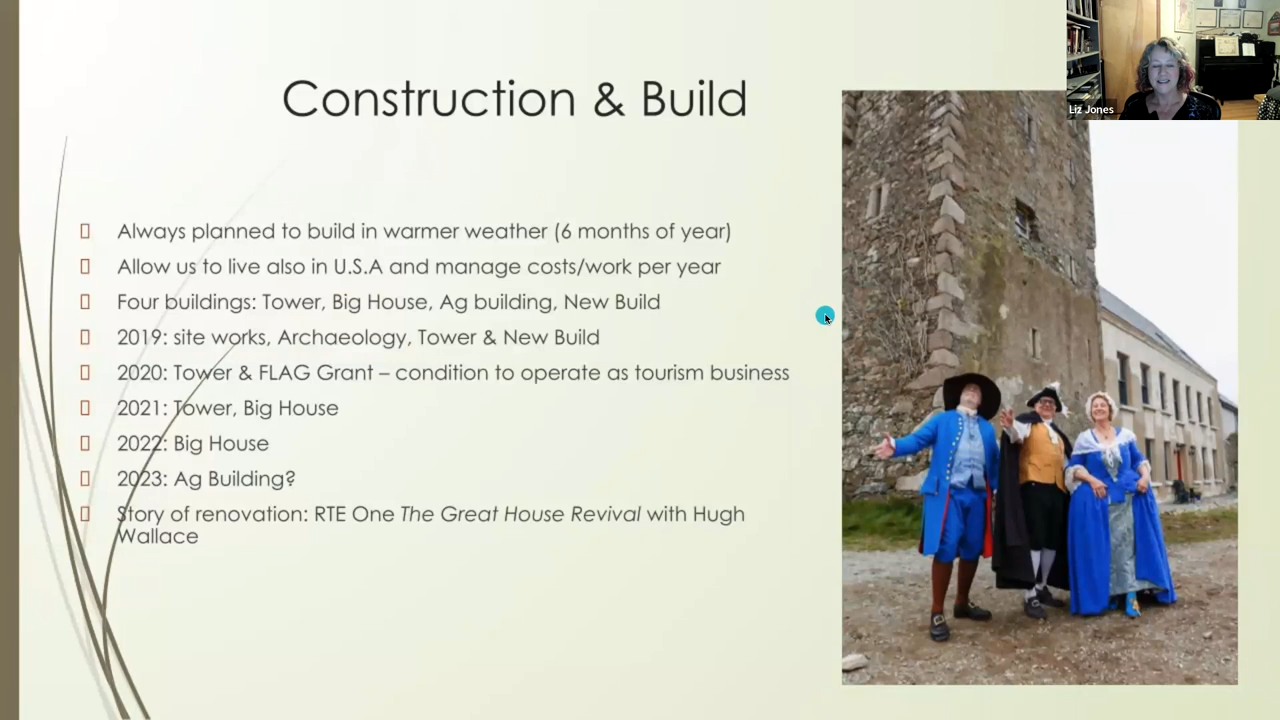 Construction & Build
Liz Jones
Always planned to build in warmer weather (6 months of year)
Allow us to live also in U.S.A and manage costs/work per year
Four buildings: Tower, Big House, Ag building, New Build
2019: site works, Archaeology, Tower & New Build
2020: Tower & FLAG Grant – condition to operate as tourism business
2021: Tower, Big House
2022: Big House
2023: Ag Building?
Story of renovation: RTE One The Great House Revival with Hugh
Wallace